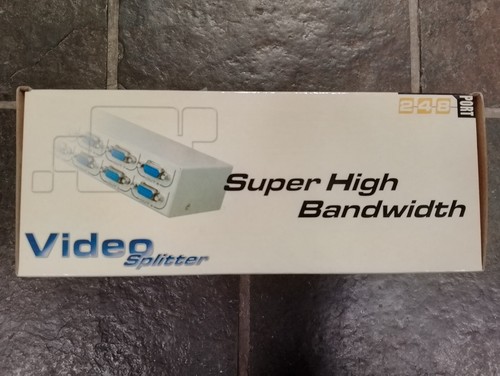 2-4-8 PORT
Super High
Bandwidth
Video
Splitter